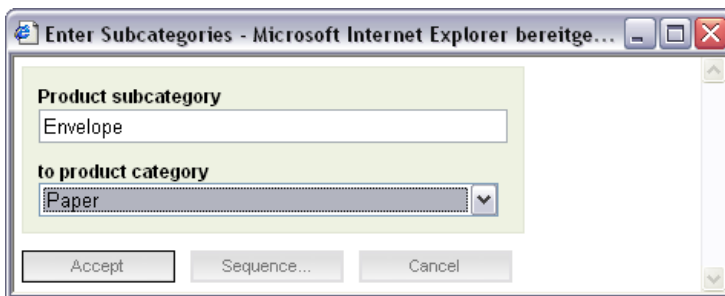 Enter Subcategories - Microsoft Internet Explorer bereitge...
Product subcategory
Envelope
to product category
Paper
Accept Sequence... Cancel